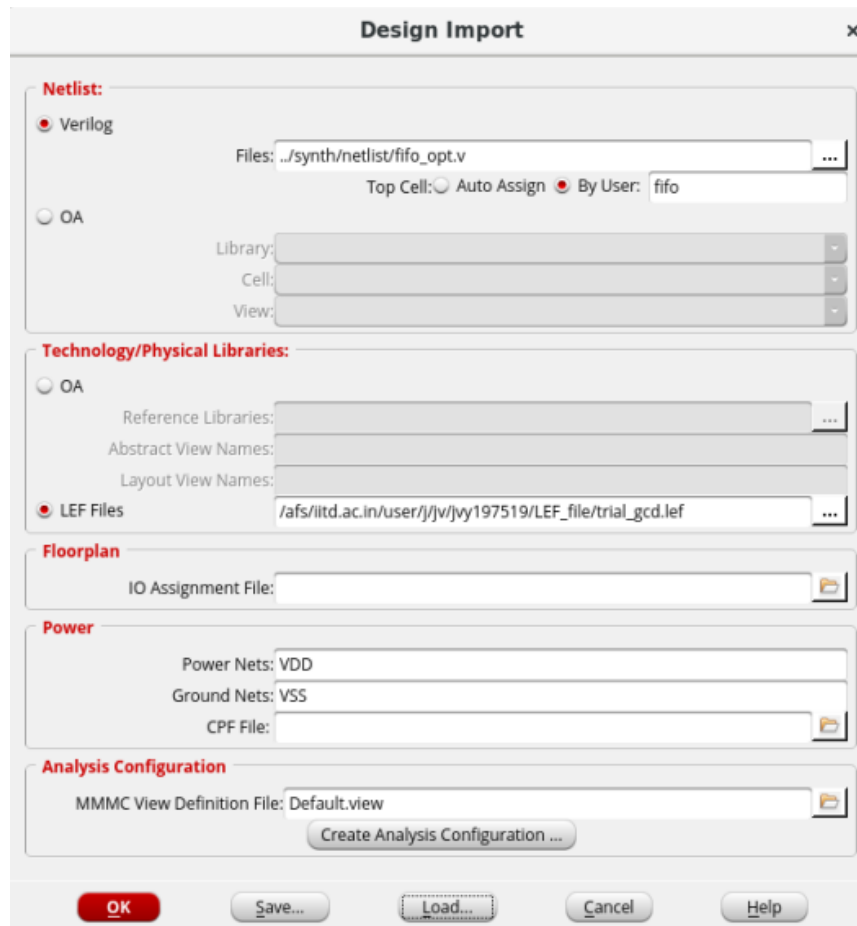 Design Import
Netlist:
Verilog
Files: ../synth/netlist/fifo_opt.v ...
Top Cell: Auto Assign By User: fifo
OA
Library:
Cell:
View:
Technology/Physical Libraries:
OA
Reference Libraries: ...
Abstract View Names:
Layout View Names:
LEF Files /afs/iitd.ac.in/user/j/jv/jvy197519/LEF_file/trial_gcd.lef ...
Floorplan
IO Assignment File:
Power
Power Nets: VDD
Ground Nets: VSS
CPF File:
Analysis Configuration
MMMC View Definition File: Default.view
Create Analysis Configuration ...
OK Save... Load... Cancel Help